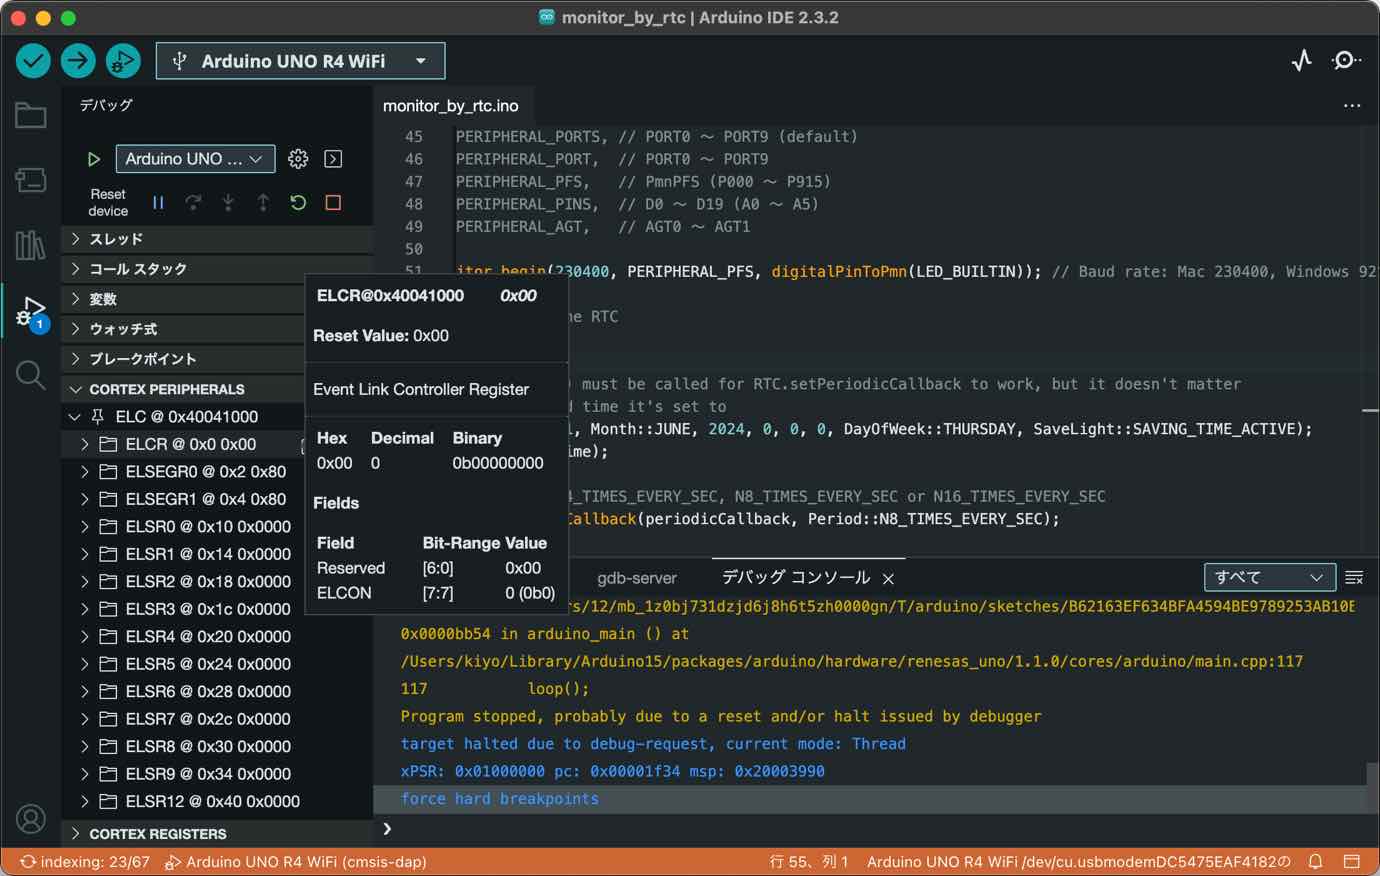 monitor_by_rtc | Arduino IDE 2.3.2
Arduino UNO R4 WiFi
デバッグ
Arduino UNO ...
Reset
device
スレッド
コール スタック
変数
ウォッチ式
ブレークポイント
CORTEX PERIPHERALS
ELC @ 0x40041000
ELCR @ 0x0 0x00
ELSEGR0 @ 0x2 0x80
ELSEGR1 @ 0x4 0x80
ELSR0 @ 0x10 0x0000
ELSR1 @ 0x14 0x0000
ELSR2 @ 0x18 0x0000
ELSR3 @ 0x1c 0x0000
ELSR4 @ 0x20 0x0000
ELSR5 @ 0x24 0x0000
ELSR6 @ 0x28 0x0000
ELSR7 @ 0x2c 0x0000
ELSR8 @ 0x30 0x0000
ELSR9 @ 0x34 0x0000
ELSR12 @ 0x40 0x0000
CORTEX REGISTERS
1
monitor_by_rtc.ino
45 PERIPHERAL_PORTS, // PORT0 ～ PORT9 (default)
46 PERIPHERAL_PORT, // PORT0 ～ PORT9
47 PERIPHERAL_PFS, // PmnPFS (P000 ～ P915)
48 PERIPHERAL_PINS, // D0 ～ D19 (A0 ～ A5)
49 PERIPHERAL_AGT, // AGT0 ～ AGT1
50
51 itor.begin(230400, PERIPHERAL_PFS, digitalPinToPmn(LED_BUILTIN)); // Baud rate: Mac 230400, Windows 921
ne RTC
must be called for RTC.setPeriodicCallback to work, but it doesn't matter
d time it's set to
, Month::JUNE, 2024, 0, 0, 0, DayOfWeek::THURSDAY, SaveLight::SAVING_TIME_ACTIVE);
ime);
4_TIMES_EVERY_SEC, N8_TIMES_EVERY_SEC or N16_TIMES_EVERY_SEC
Callback(periodicCallback, Period::N8_TIMES_EVERY_SEC);
ELCR@0x40041000 0x00
Reset Value: 0x00
Event Link Controller Register
Hex Decimal Binary
0x00 0 0b00000000
Fields
Field Bit-Range Value
Reserved [6:0] 0x00
ELCON [7:7] 0 (0b0)
gdb-server デバッグ コンソール すべて
rs/12/mb_1z0bj731dzjd6j8h6t5zh0000gn/T/arduino/sketches/B62163EF634BFA4594BE9789253AB10E
0x0000bb54 in arduino_main () at
/Users/kiyo/Library/Arduino15/packages/arduino/hardware/renesas_uno/1.1.0/cores/arduino/main.cpp:117
117 loop();
Program stopped, probably due to a reset and/or halt issued by debugger
target halted due to debug-request, current mode: Thread
xPSR: 0x01000000 pc: 0x00001f34 msp: 0x20003990
force hard breakpoints
indexing: 23/67 Arduino UNO R4 WiFi (cmsis-dap) 行 55、列 1 Arduino UNO R4 WiFi /dev/cu.usbmodemDC5475EAF4182の